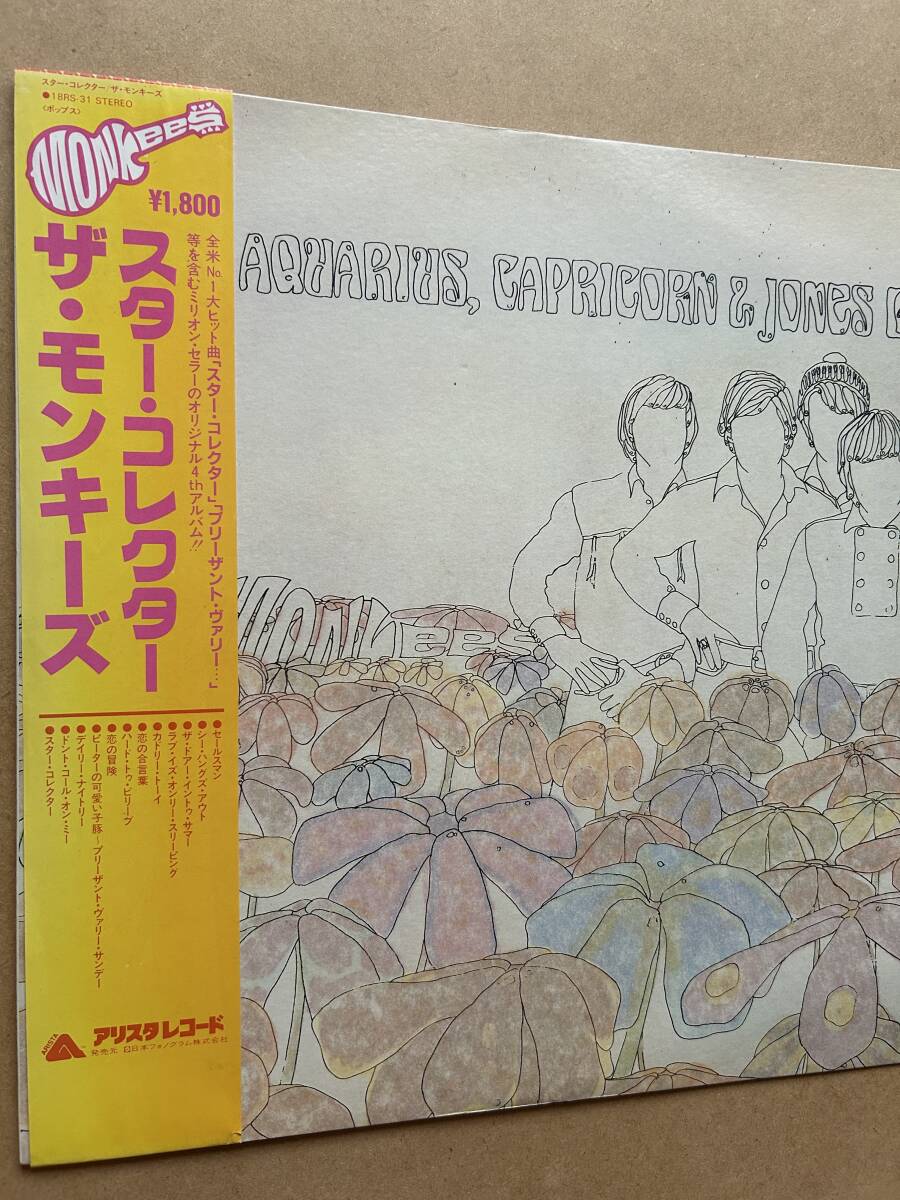 スター・コレクター/ザ・モンキーズ
●18RS-31 STEREO
〈ポップス〉
MONKEES
¥1,800
スター・コレクター
ザ・モンキーズ
全米No.1大ヒット曲「スター・コレクター」「プリーザント・ヴァリー…」
等を含むミリオン・セラーのオリジナル4thアルバム!!
●セールスマン
●シー・ハングズ・アウト
●ザ・ドアー・イントゥ・サマー
●ラブ・イズ・オンリー・スリーピング
●カドリー・トーイ
●恋の合言葉
●ハード・トゥ・ビリーブ
●恋の冒険
●ピーターの可愛い子豚−プリーザント・ヴァリー・サンデー
●デイリー・ナイトリー
●ドント・コール・オン・ミー
●スター・コレクター
ARISTA
アリスタレコード
発売元 日本フォノグラム株式会社
AQUARIUS, CAPRICORN & JONES
MONKEES